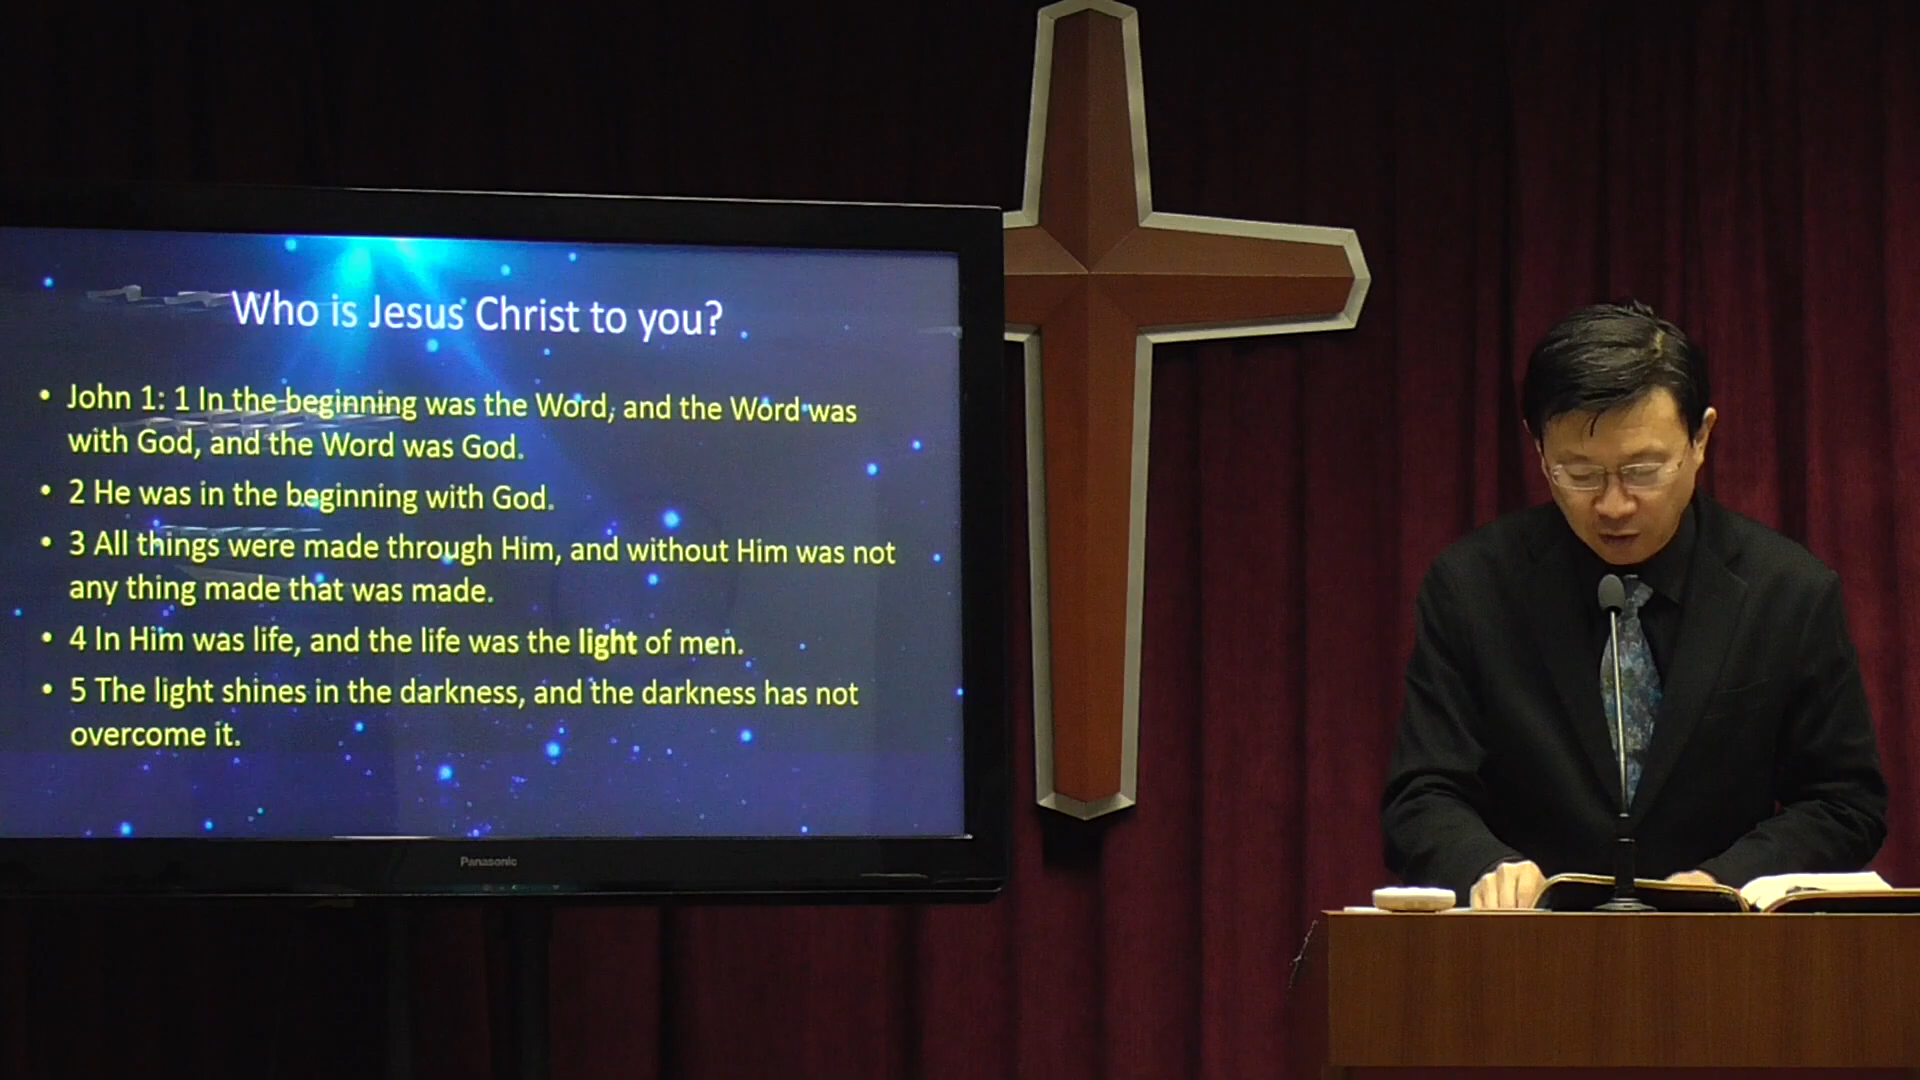 Who is Jesus Christ to you?
• John 1: 1 In the beginning was the Word, and the Word was
with God, and the Word was God.
• 2 He was in the beginning with God.
• 3 All things were made through Him, and without Him was not
any thing made that was made.
• 4 In Him was life, and the life was the light of men.
• 5 The light shines in the darkness, and the darkness has not
overcome it.
Panasonic